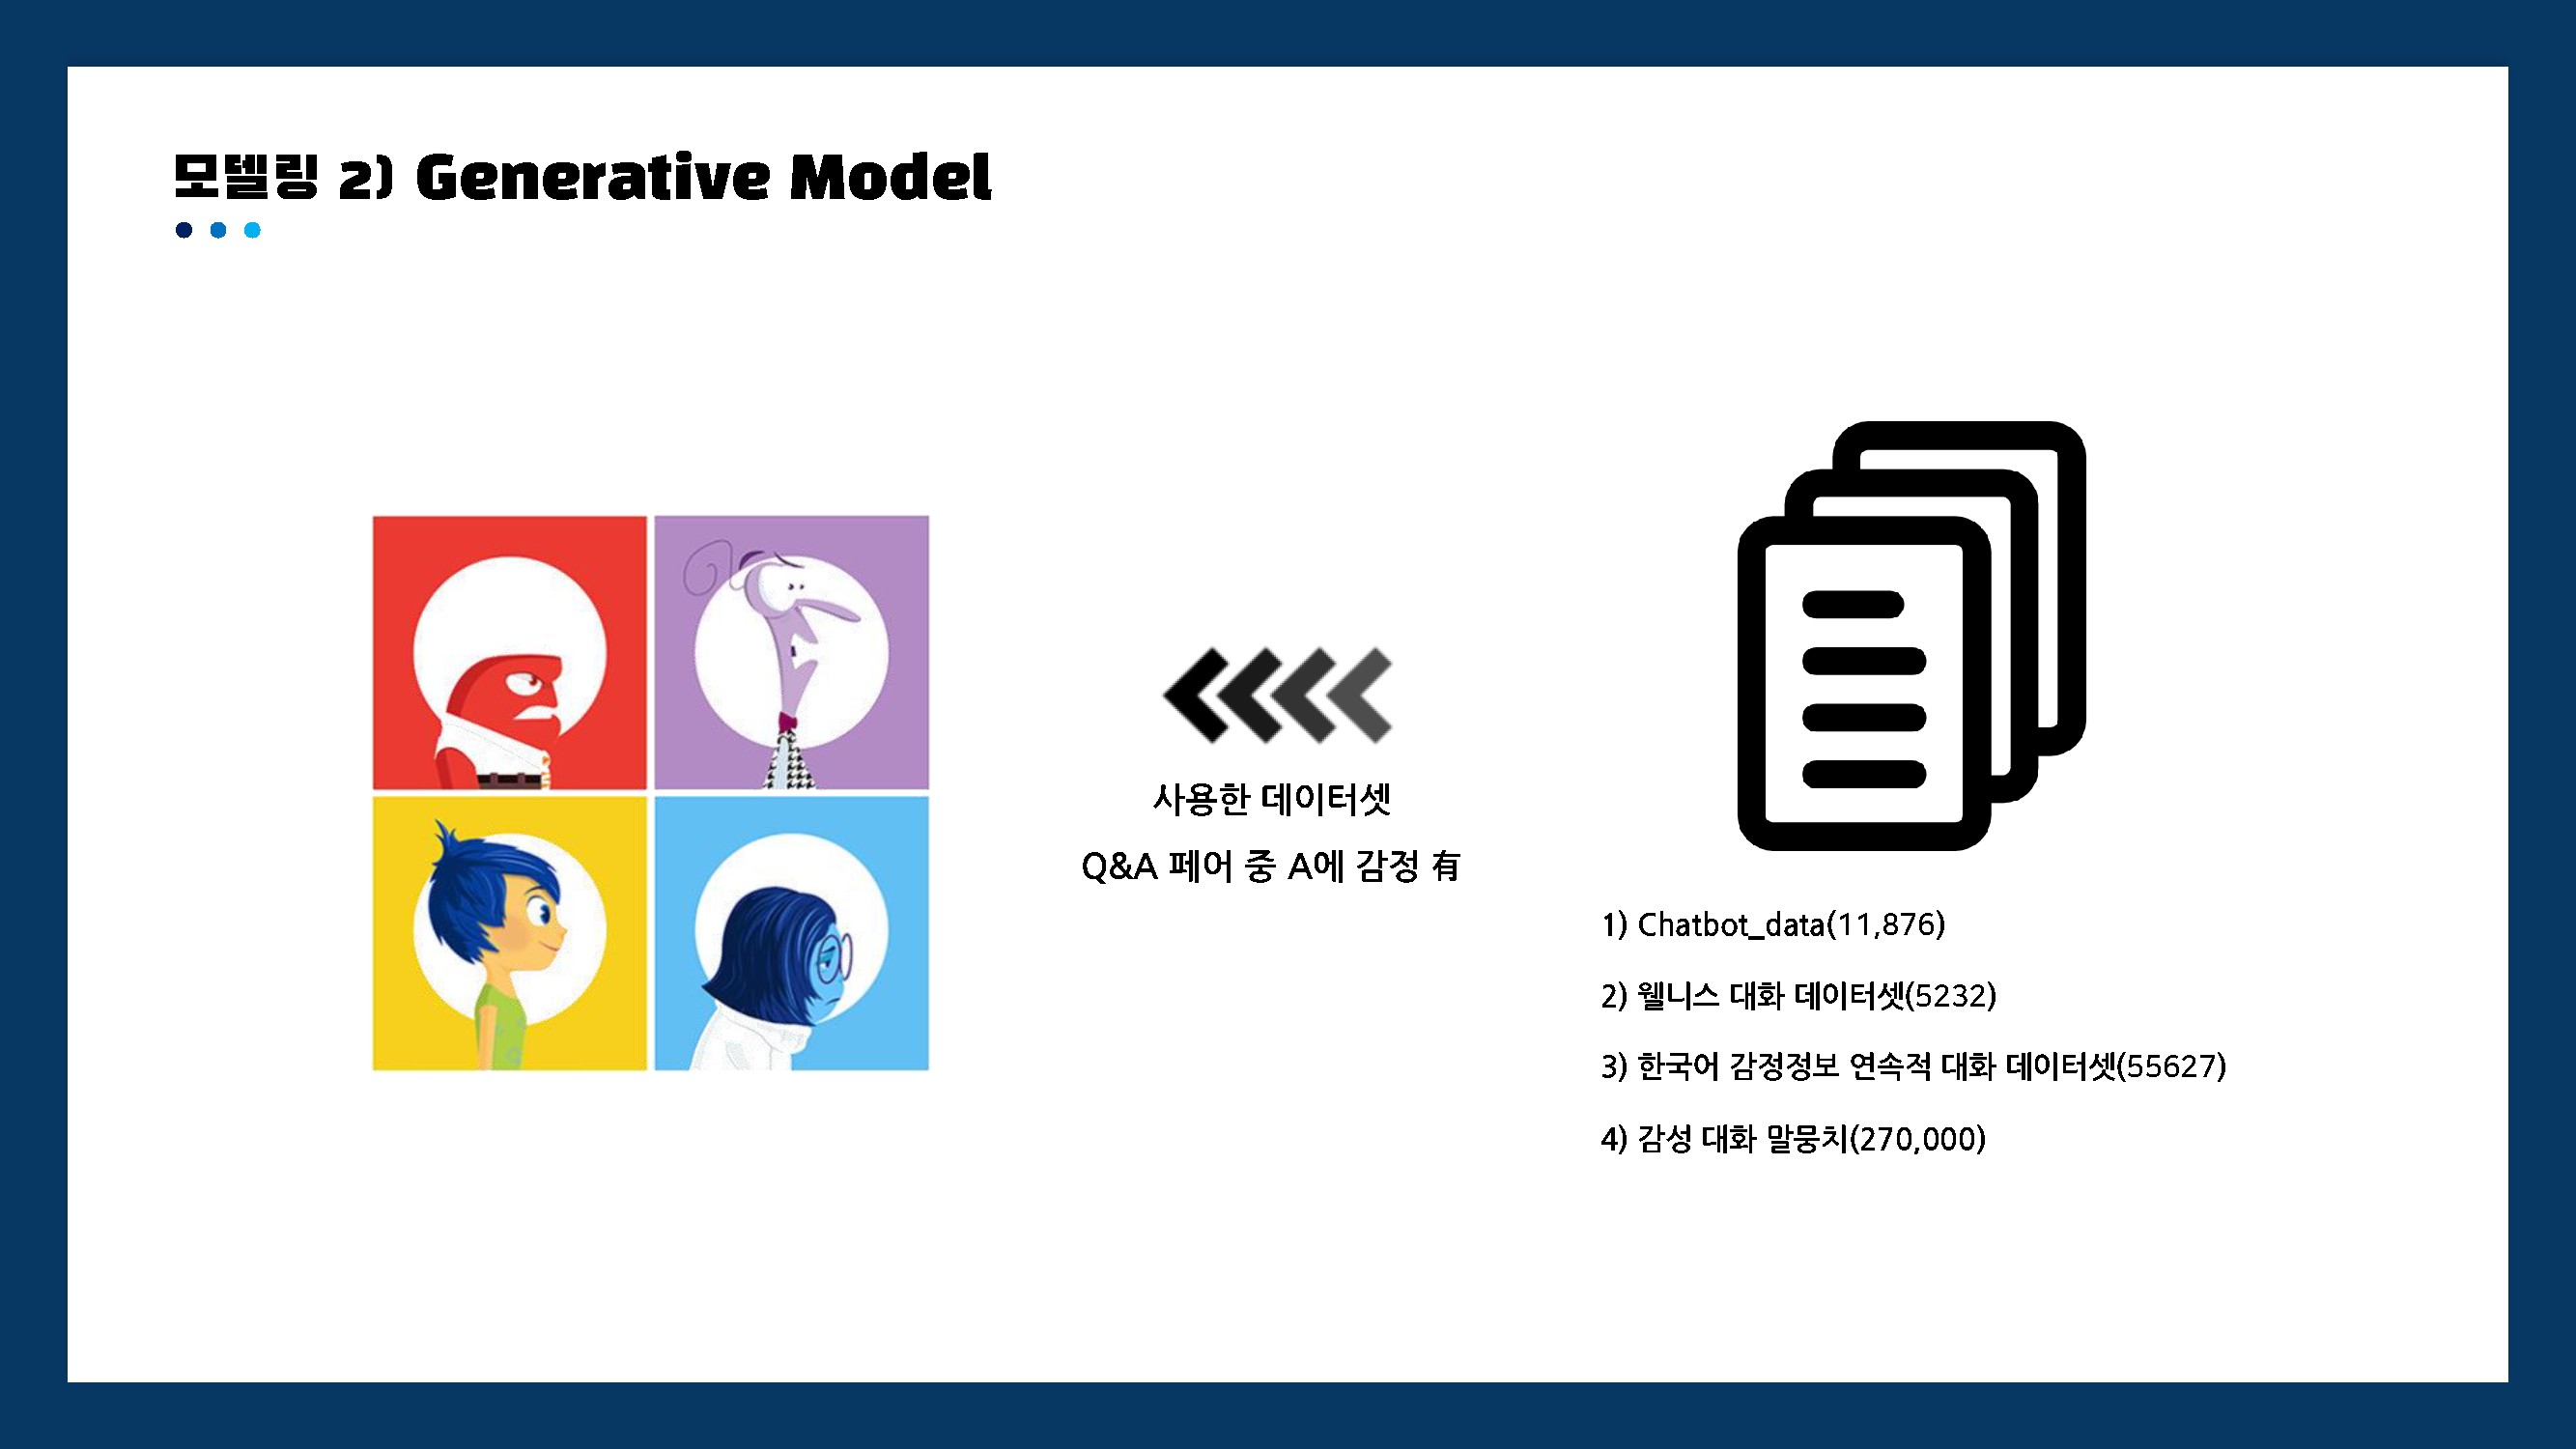 모델링 2) Generative Model
사용한 데이터셋
Q&A 페어 중 A에 감정 有
1) Chatbot_data(11,876)
2) 웰니스 대화 데이터셋(5232)
3) 한국어 감정정보 연속적 대화 데이터셋(55627)
4) 감성 대화 말뭉치(270,000)